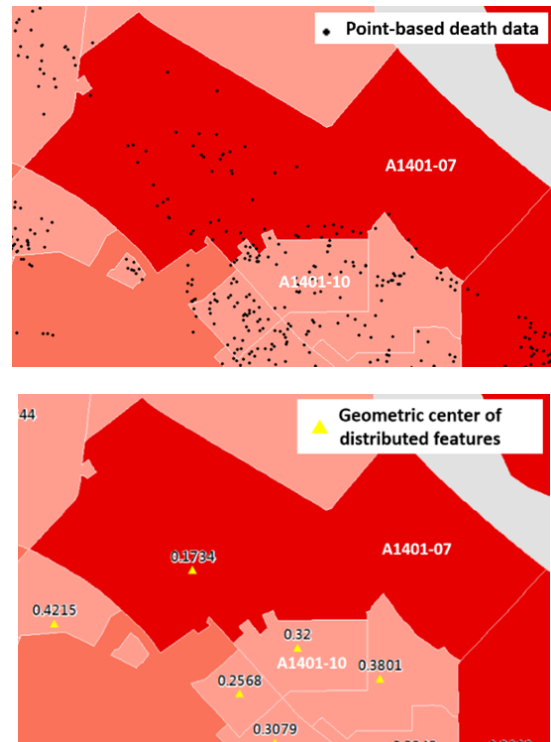 Point-based death data
A1401-07
A1401-10
Geometric center of
distributed features
44
A1401-07
0.1734
0.4215
0.32
A1401-10
0.3801
0.2568
0.3079